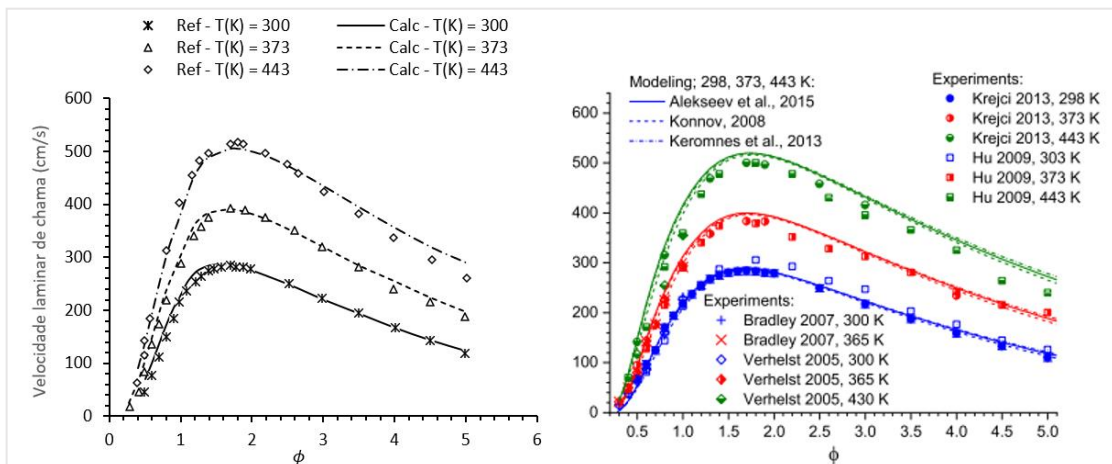 Ref - T(K) = 300 Calc - T(K) = 300
Ref - T(K) = 373 Calc - T(K) = 373
Ref - T(K) = 443 Calc - T(K) = 443
Velocidade laminar de chama (cm/s)
600
500
400
300
200
100
0
0 1 2 3 4 5 6
ϕ
Modeling; 298, 373, 443 K:
Alekseev et al., 2015
Konnov, 2008
Keromnes et al., 2013
Experiments:
Krejci 2013, 298 K
Krejci 2013, 373 K
Krejci 2013, 443 K
Hu 2009, 303 K
Hu 2009, 373 K
Hu 2009, 443 K
Experiments:
Bradley 2007, 300 K
Bradley 2007, 365 K
Verhelst 2005, 300 K
Verhelst 2005, 365 K
Verhelst 2005, 430 K
600
500
400
300
200
100
0
0.5 1.0 1.5 2.0 2.5 3.0 3.5 4.0 4.5 5.0
ϕ